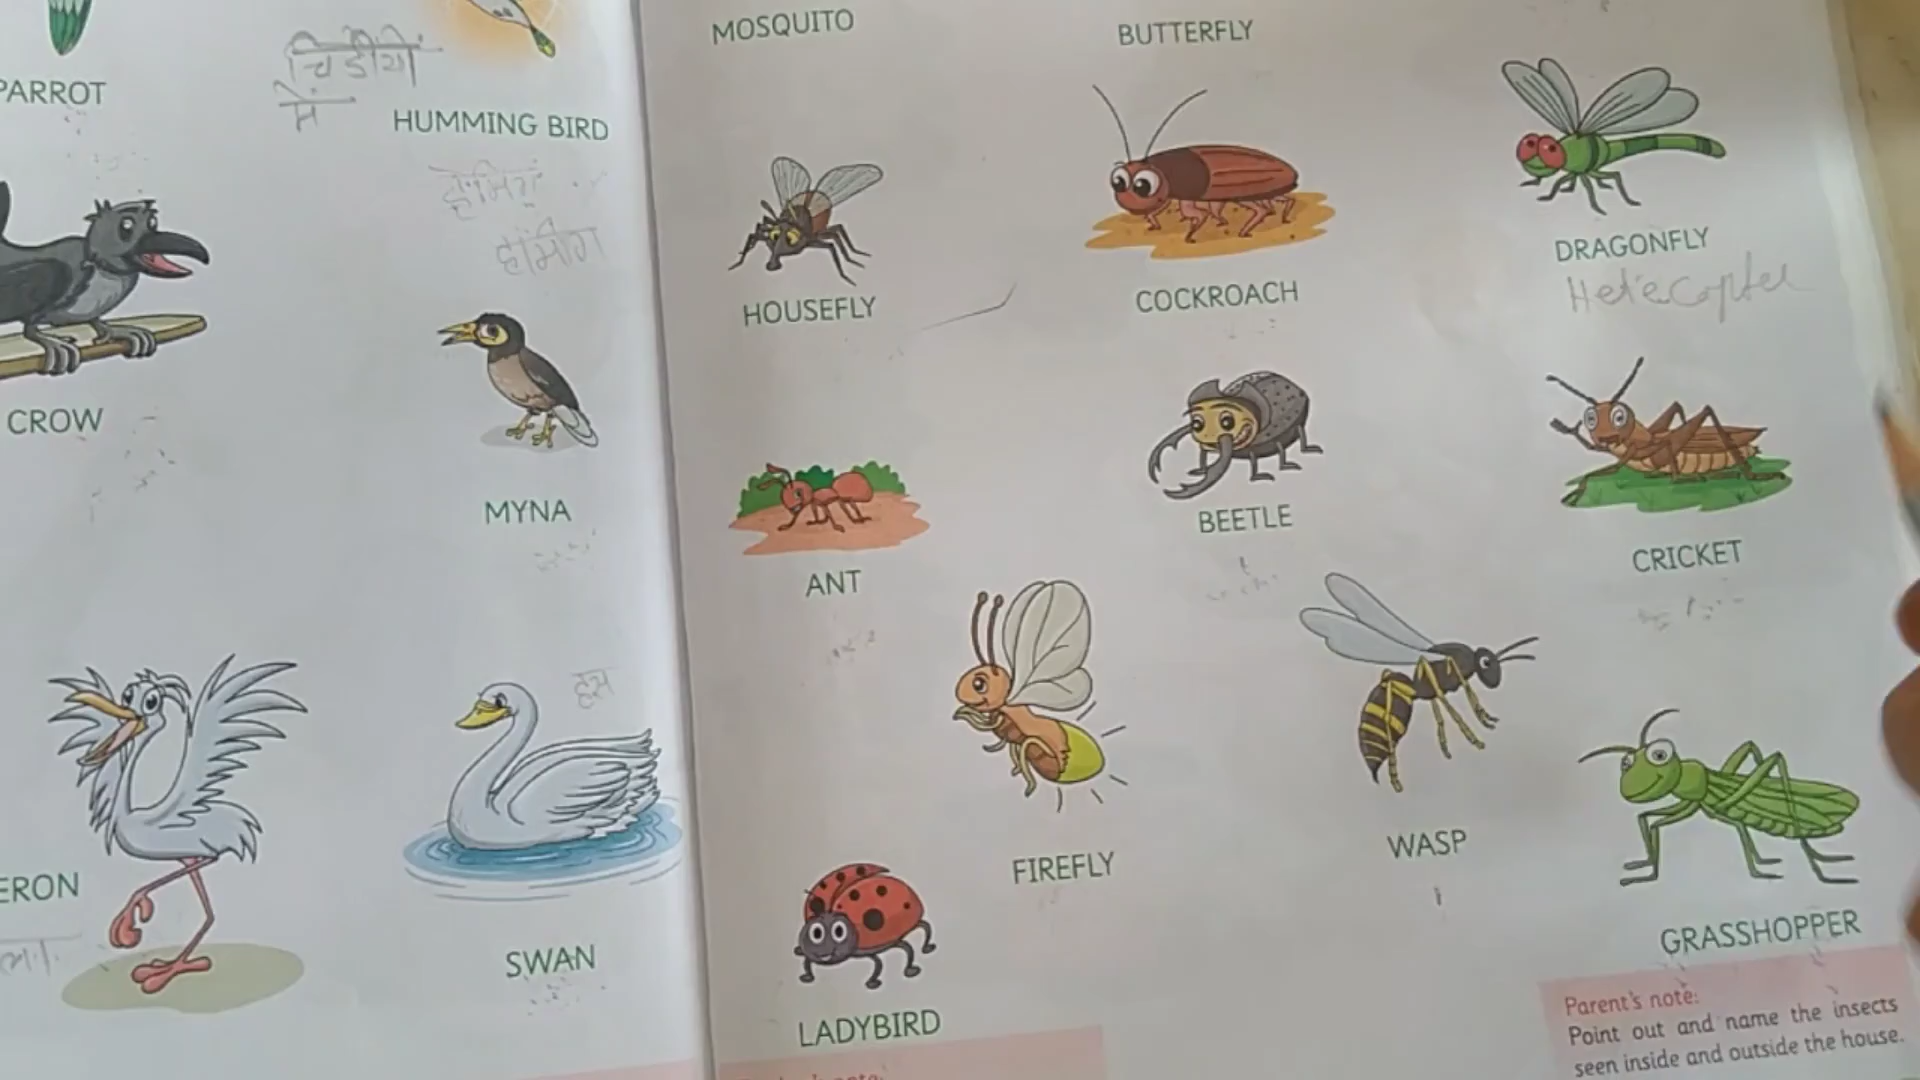 PARROT
चिडीयों
में
HUMMING BIRD
CROW
MYNA
हंस
SWAN
MOSQUITO
BUTTERFLY
HOUSEFLY
COCKROACH
DRAGONFLY
Helecopter
ANT
BEETLE
CRICKET
FIREFLY
WASP
GRASSHOPPER
LADYBIRD
Parent's note:
Point out and name the insects
seen inside and outside the house.